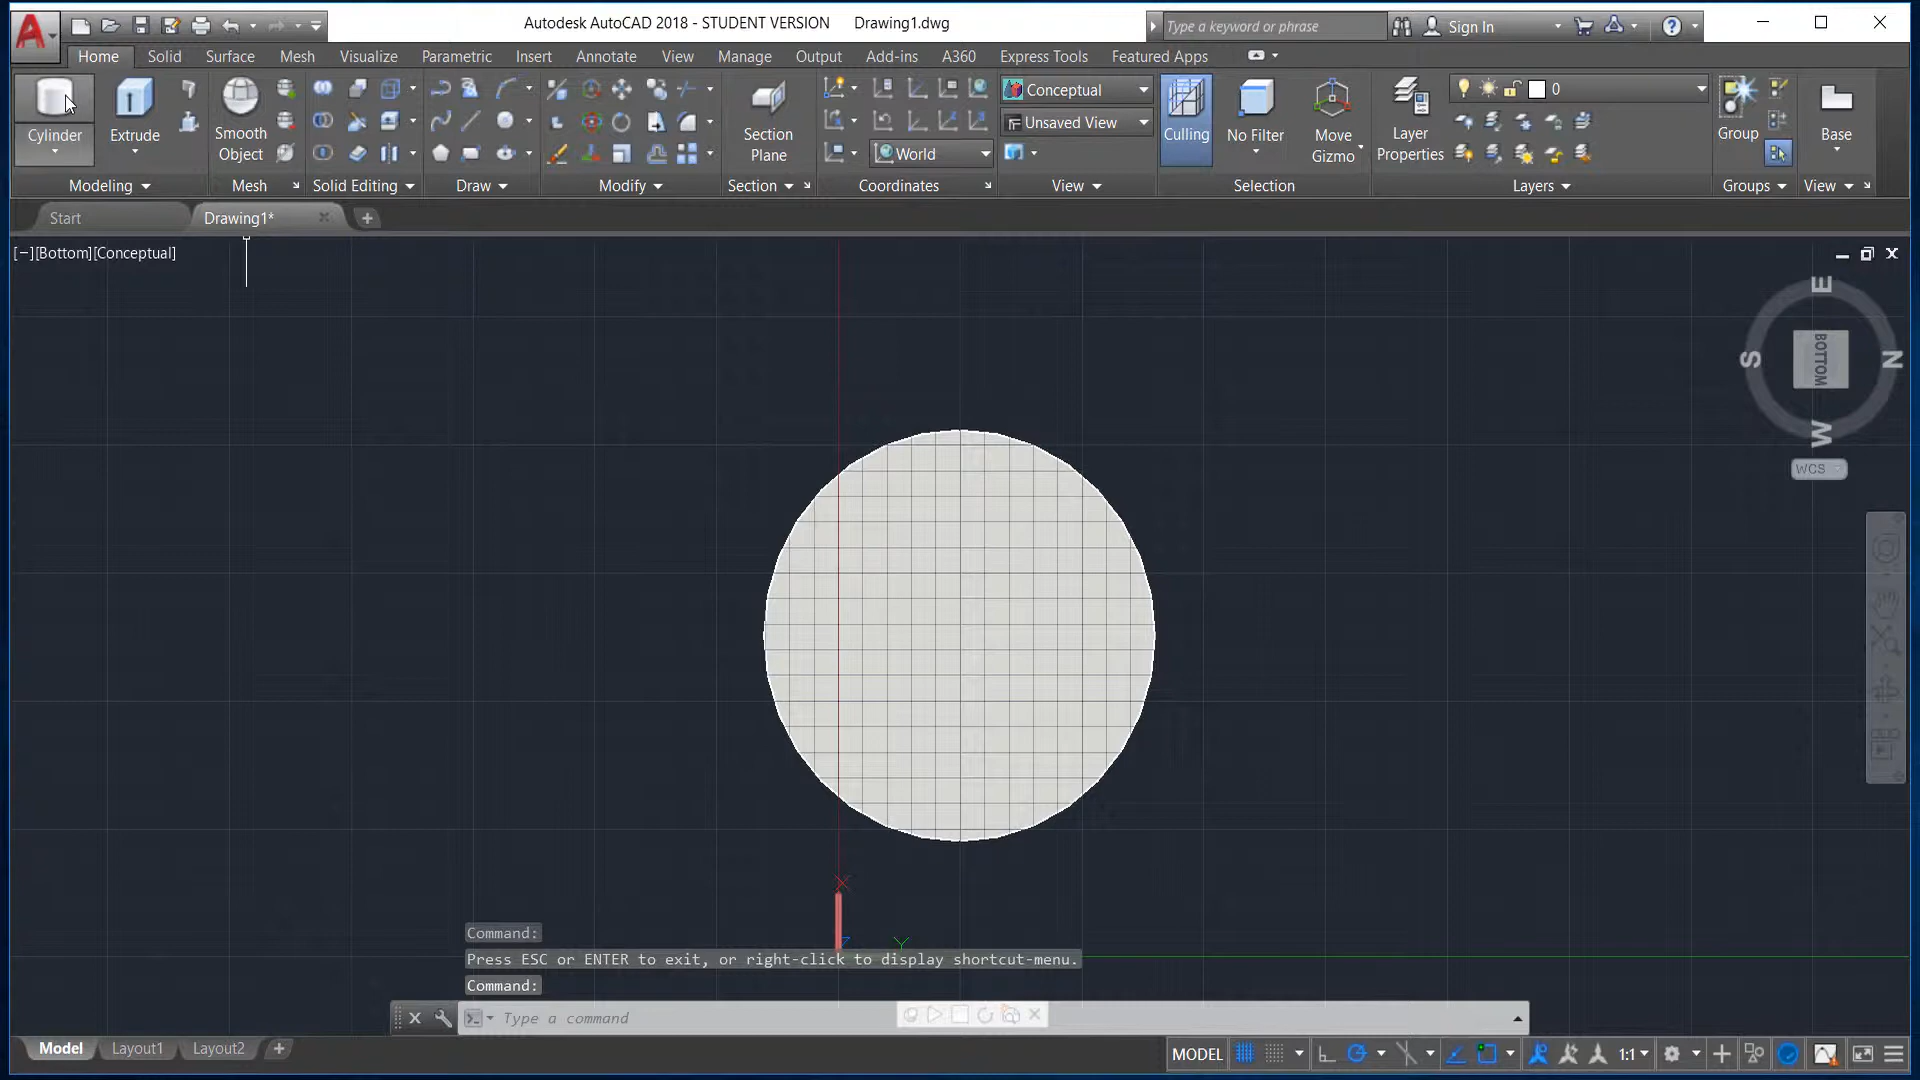 Autodesk AutoCAD 2018 - STUDENT VERSION Drawing1.dwg
Type a keyword or phrase
Sign In
Home Solid Surface Mesh Visualize Parametric Insert Annotate View Manage Output Add-ins A360 Express Tools Featured Apps
Cylinder
Extrude
Smooth
Object
Section
Plane
World
Conceptual
Unsaved View
Culling
No Filter
Move
Gizmo
Layer
Properties
0
Group
Base
Modeling Mesh Solid Editing Draw Modify Section Coordinates View Selection Layers Groups View
Start Drawing1*
[−][Bottom][Conceptual]
E
S BOTTOM N
W
WCS
X
Y
Command:
Press ESC or ENTER to exit, or right-click to display shortcut-menu.
Command:
Type a command
Model Layout1 Layout2
MODEL 1:1